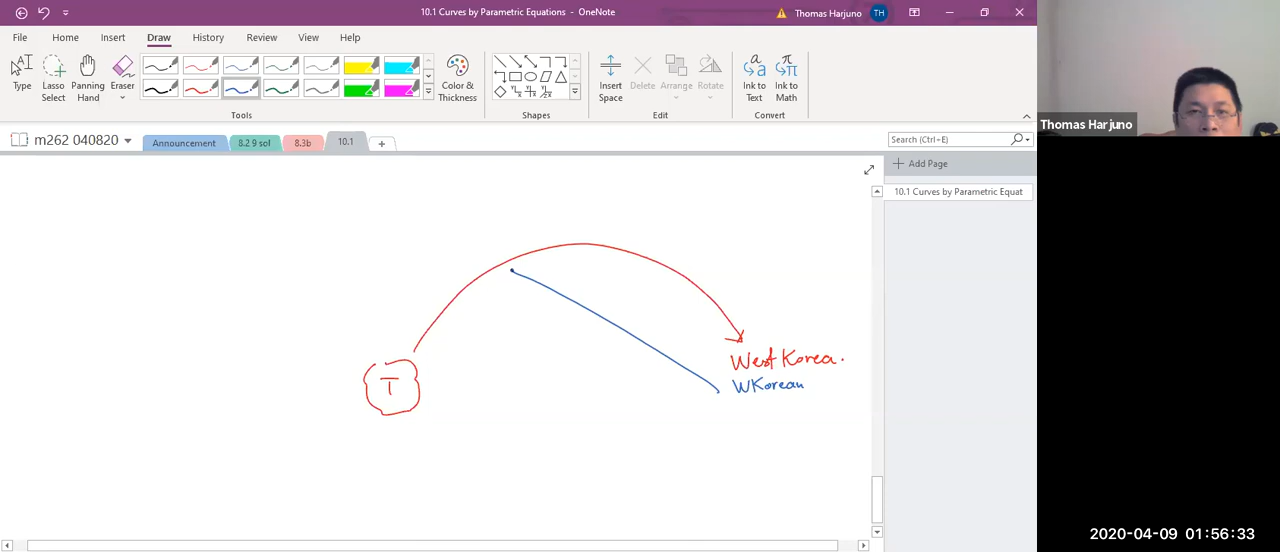 10.1 Curves by Parametric Equations - OneNote
Thomas Harjuno TH
File Home Insert Draw History Review View Help
Type Lasso Select Panning Hand Eraser Color & Thickness Insert Space Delete Arrange Rotate Ink to Text Ink to Math
Tools Shapes Edit Convert
Thomas Harjuno
m262 040820 Announcement 8.2 9 sol 8.3b 10.1 Search (Ctrl+E)
Add Page
10.1 Curves by Parametric Equat
West Korea.
T
WKorean
2020-04-09 01:56:33